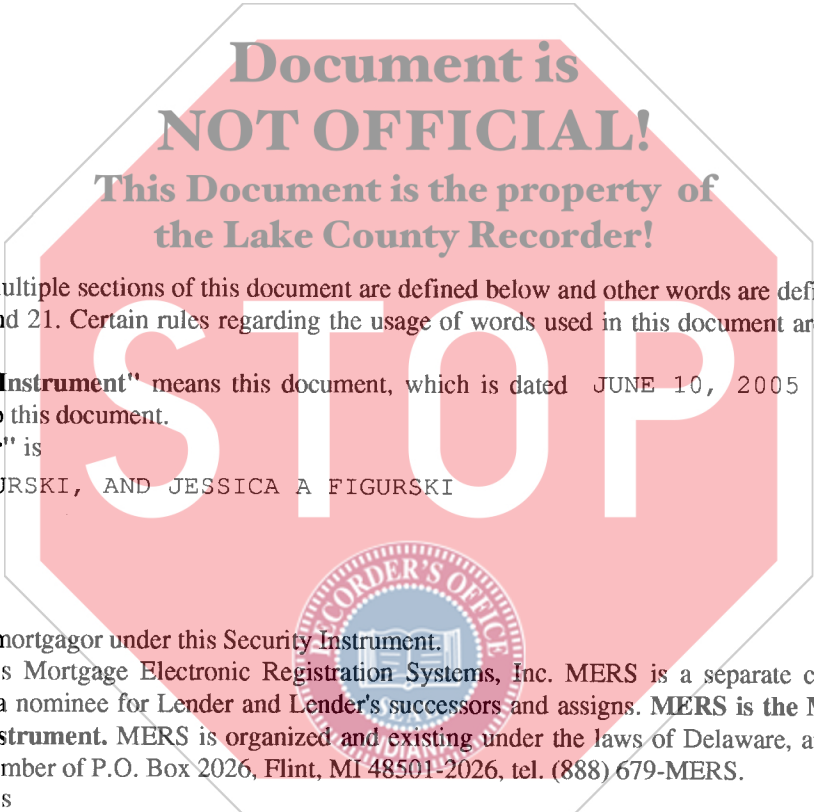 Document is
NOT OFFICIAL!
This Document is the property of
the Lake County Recorder!
ultiple sections of this document are defined below and other words are defi
nd 21. Certain rules regarding the usage of words used in this document ar
STOP
Instrument" means this document, which is dated JUNE 10, 2005
o this document.
r" is
URSKI, AND JESSICA A FIGURSKI
RECORDER'S OFFICE
mortgagor under this Security Instrument.
s Mortgage Electronic Registration Systems, Inc. MERS is a separate c
a nominee for Lender and Lender's successors and assigns. MERS is the M
SEAL
strument. MERS is organized and existing under the laws of Delaware, a
INDIANA
mber of P.O. Box 2026, Flint, MI 48501-2026, tel. (888) 679-MERS.
s